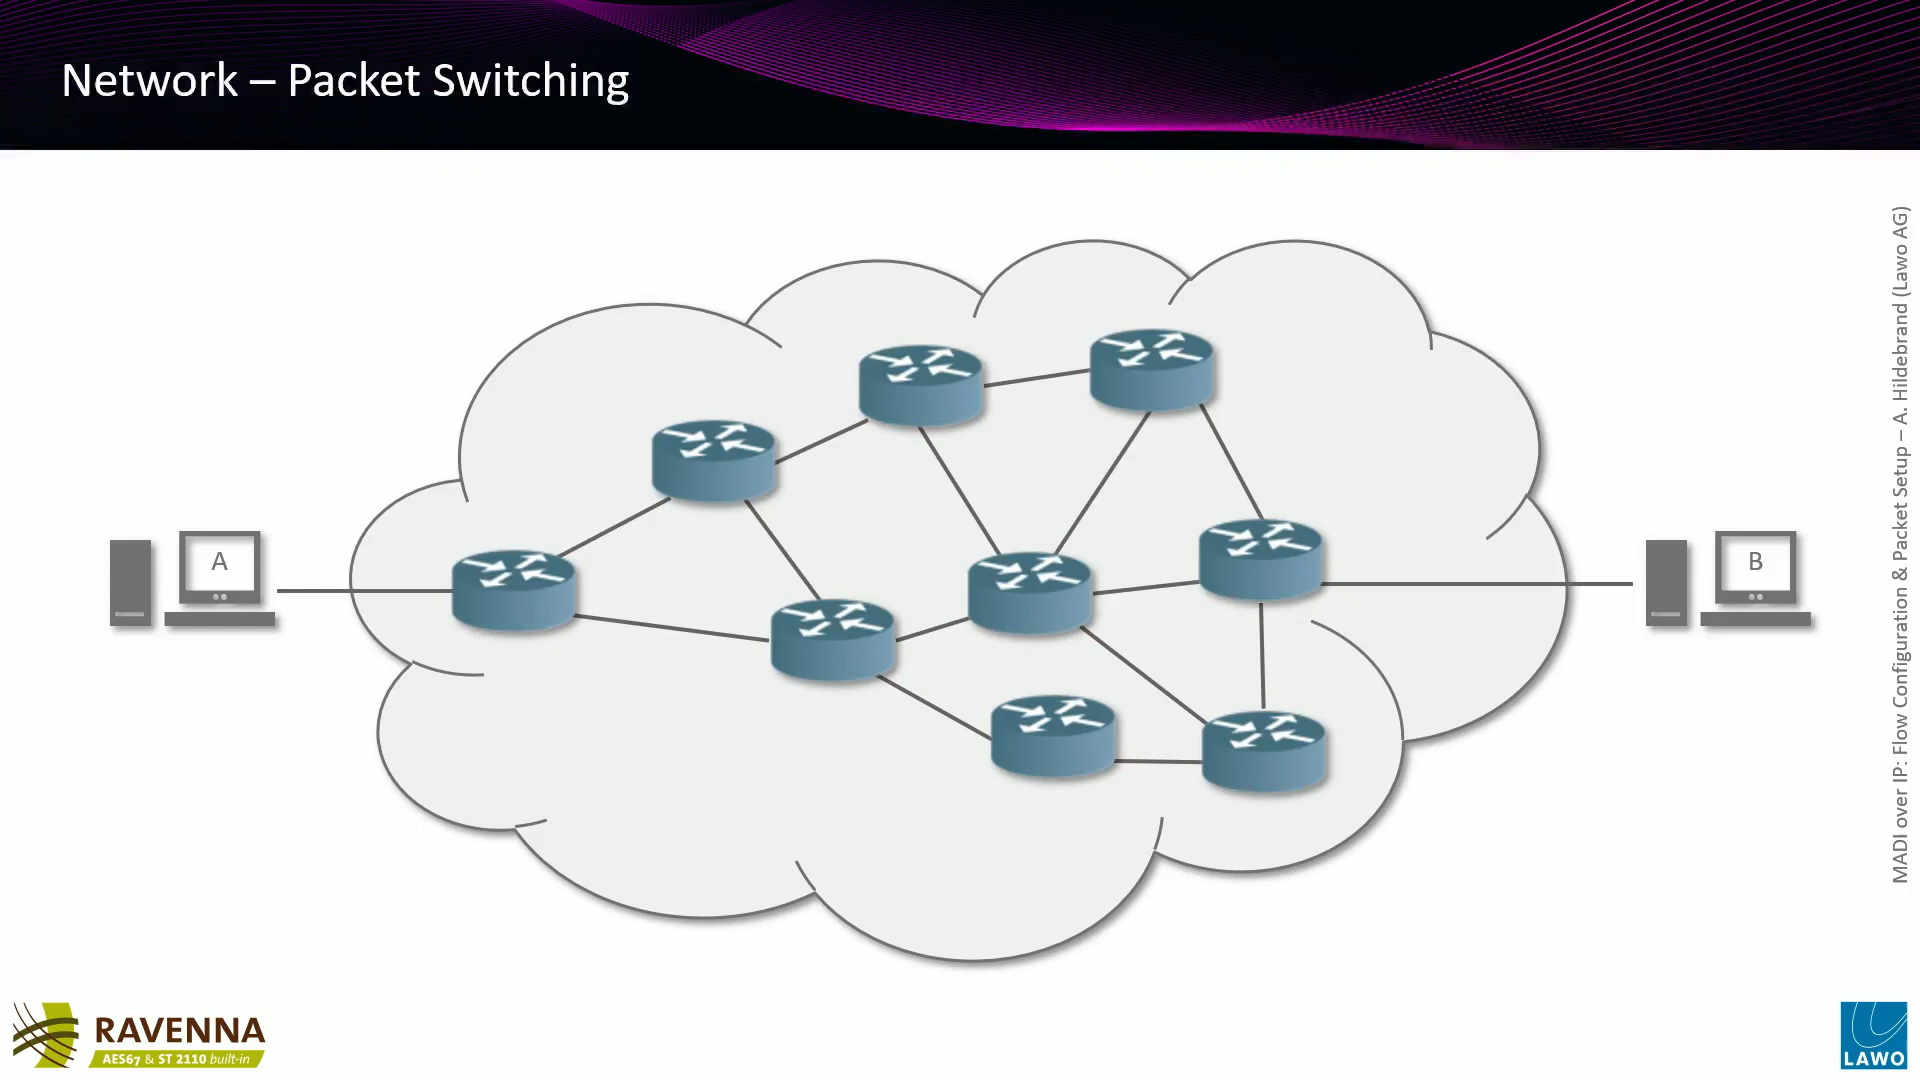 Network – Packet Switching
A
B
MADI over IP: Flow Configuration & Packet Setup – A. Hildebrand (Lawo AG)
RAVENNA
AES67 & ST 2110 built-in
LAWO